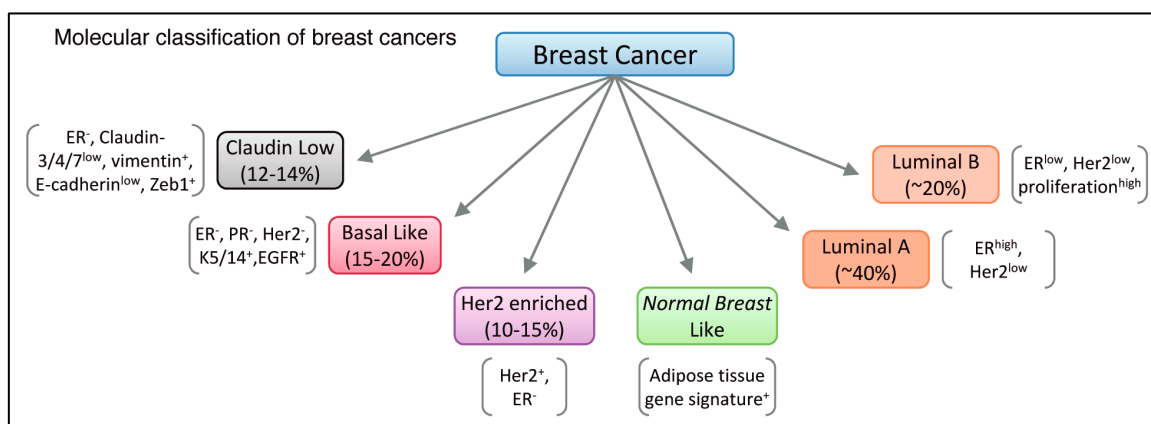 Molecular classification of breast cancers
Breast Cancer
ER⁻, Claudin-
3/4/7ˡᵒʷ, vimentin⁺,
E-cadherinˡᵒʷ, Zeb1⁺
Claudin Low
(12-14%)
ER⁻, PR⁻, Her2⁻,
K5/14⁺,EGFR⁺
Basal Like
(15-20%)
Her2 enriched
(10-15%)
Her2⁺,
ER⁻
Normal Breast
Like
Adipose tissue
gene signature⁺
Luminal A
(~40%)
ERʰⁱᵍʰ,
Her2ˡᵒʷ
Luminal B
(~20%)
ERˡᵒʷ, Her2ˡᵒʷ,
proliferationʰⁱᵍʰ